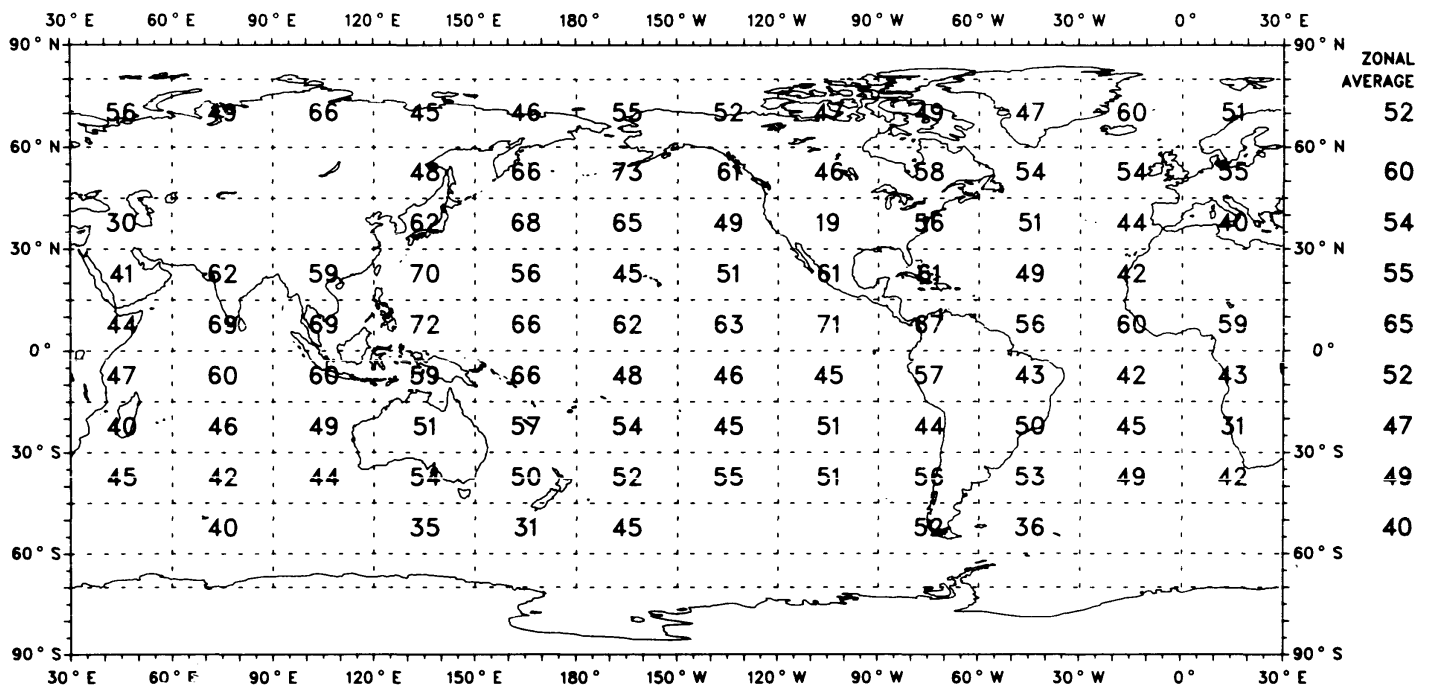 30° E 60° E 90° E 120° E 150° E 180° 150° W 120° W 90° W 60° W 30° W 0° 30° E
90° N 90° N
ZONAL
AVERAGE
56 49 66 45 46 55 52 47 49 47 60 51 52
60° N 60° N
48 66 73 61 46 58 54 54 55 60
30 62 68 65 49 19 56 51 44 40 54
30° N 30° N
41 62 59 70 56 45 51 61 61 49 42 55
44 69 69 72 66 62 63 71 67 56 60 59 65
0° 0°
47 60 60 59 66 48 46 45 57 43 42 43 52
40 46 49 51 57 54 45 51 44 50 45 31 47
30° S 30° S
45 42 44 54 50 52 55 51 56 53 49 42 49
40 35 31 45 36 40
60° S 60° S
90° S 90° S
30° E 60° 90° E 120° E 150° E 180° 150° W 120° W 90° W 60° W 30° W 0° 30° E